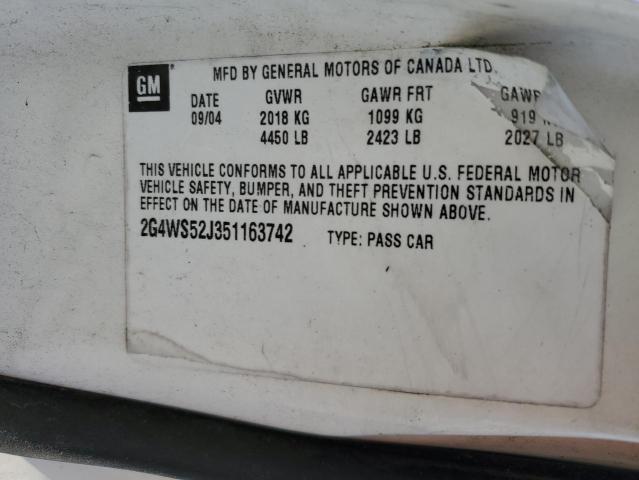 GM
MFD BY GENERAL MOTORS OF CANADA LTD
DATE GVWR GAWR FRT
09/04 2018 KG 1099 KG 919
4450 LB 2423 LB 2027 LB
THIS VEHICLE CONFORMS TO ALL APPLICABLE U.S. FEDERAL MOTOR
VEHICLE SAFETY, BUMPER, AND THEFT PREVENTION STANDARDS IN
EFFECT ON THE DATE OF MANUFACTURE SHOWN ABOVE.
2G4WS52J351163742 TYPE: PASS CAR